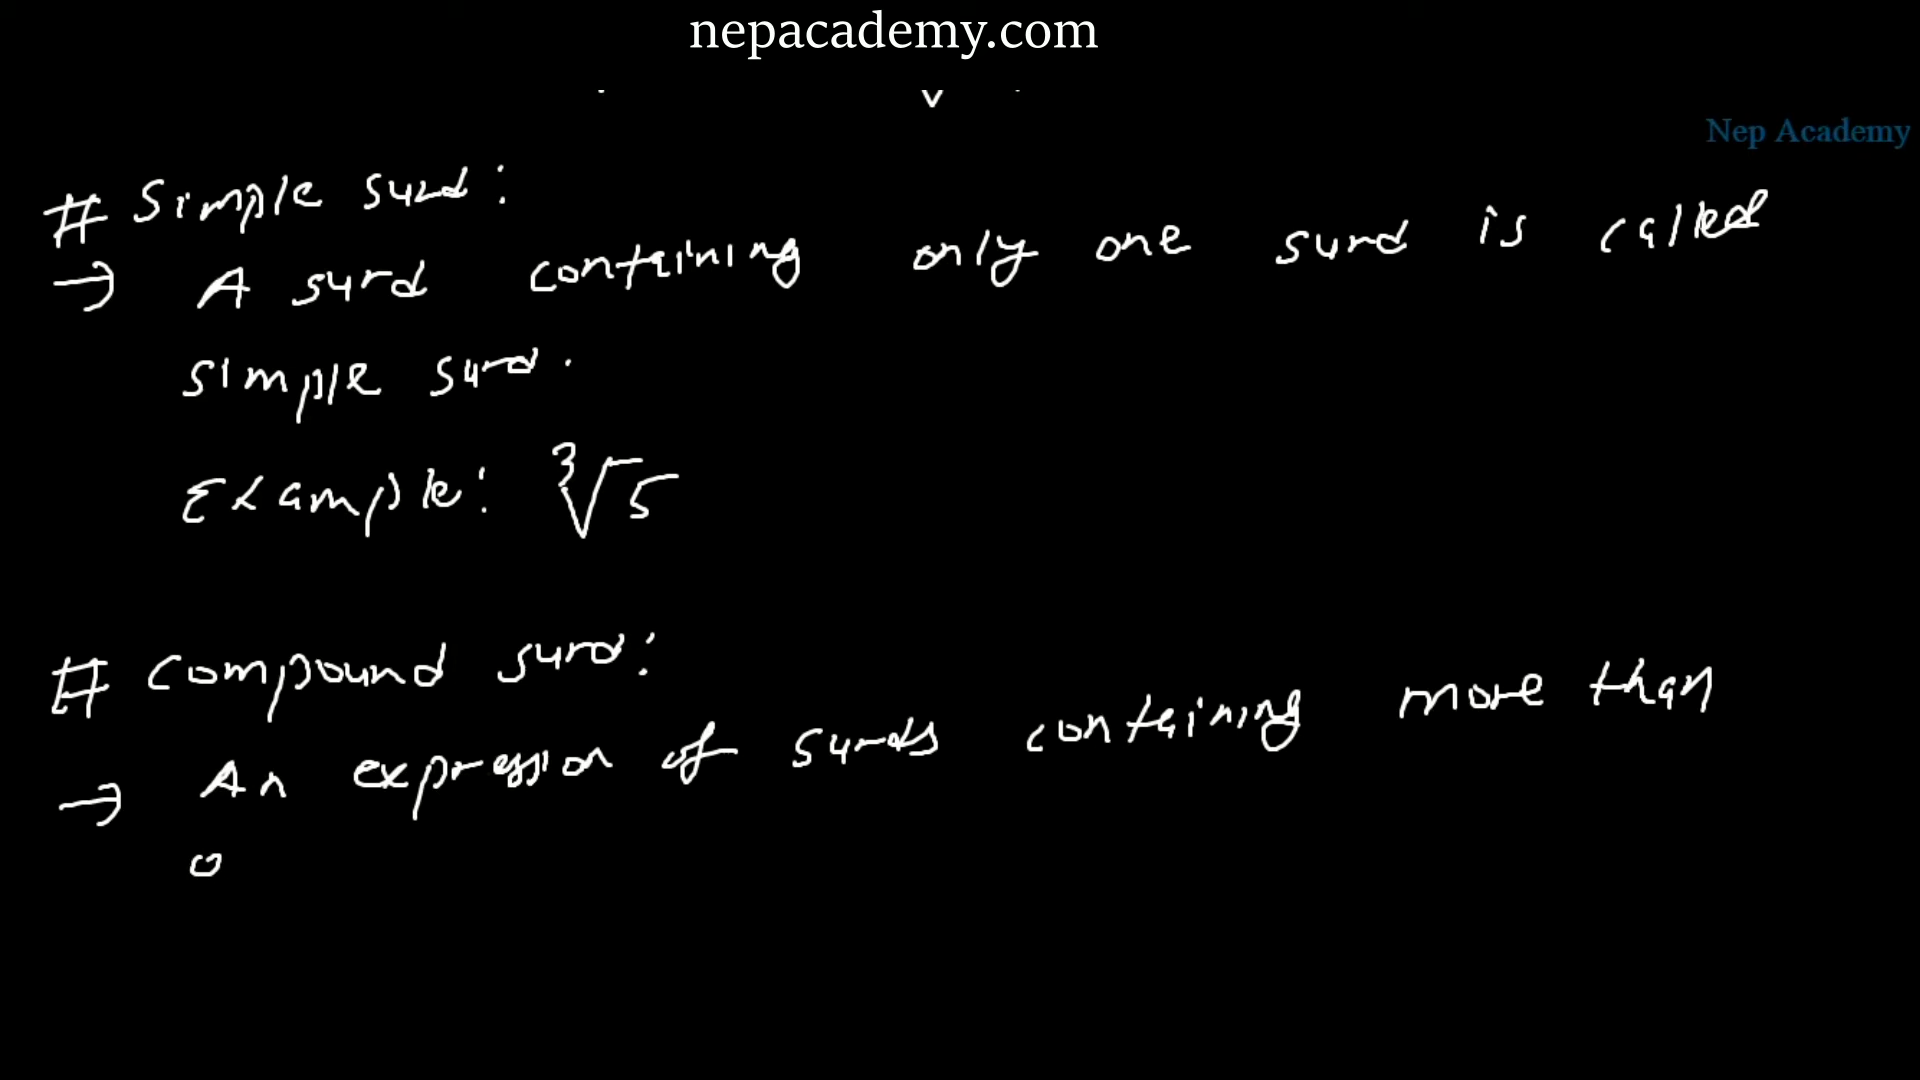 nepacademy.com
Nep Academy
# Simple surd:
→ A surd containing only one surd is called
simple surd.
Example: ∛5
# Compound surd:
→ An expression of surds containing more than
o